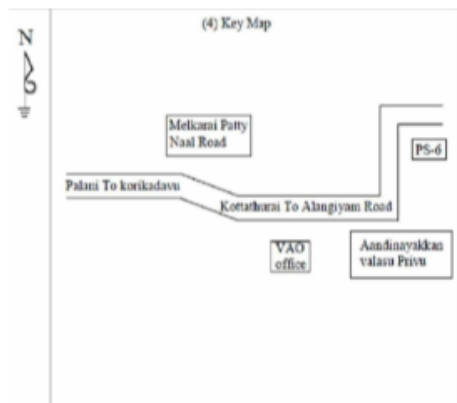 (4) Key Map
N
Melkarai Patty
Naal Road
PS-6
Palani To korikadavu
Kottathurai To Alangiyam Road
VAO
office
Aandinayakkan
valasu Privu